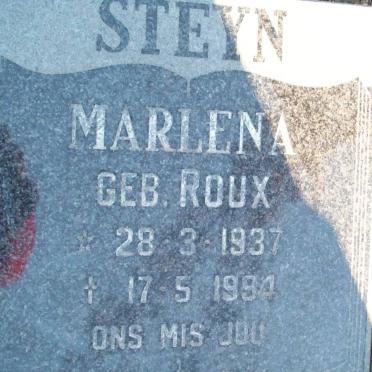 STEYN
MARLENA
GEB. ROUX
* 28-3-1937
† 17-5-1994
ONS MIS JOU